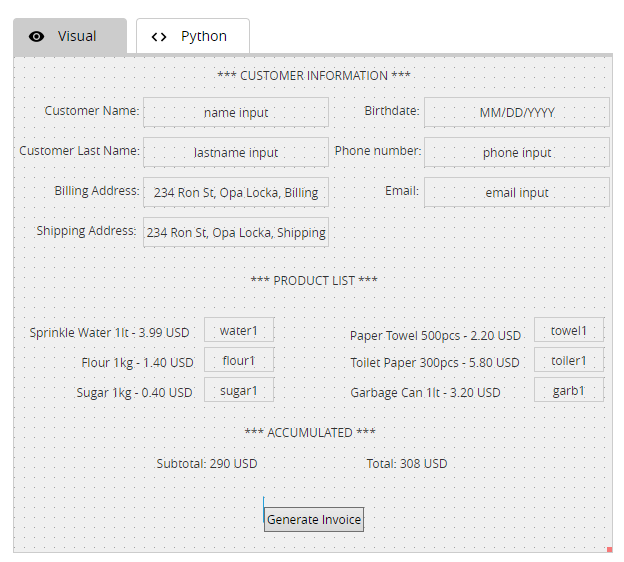 Visual
<> Python
*** CUSTOMER INFORMATION ***
Customer Name: name input Birthdate: MM/DD/YYYY
Customer Last Name: lastname input Phone number: phone input
Billing Address: 234 Ron St, Opa Locka, Billing Email: email input
Shipping Address: 234 Ron St, Opa Locka, Shipping
*** PRODUCT LIST ***
Sprinkle Water 1lt - 3.99 USD water1 Paper Towel 500pcs - 2.20 USD towel1
Flour 1kg - 1.40 USD flour1 Toilet Paper 300pcs - 5.80 USD toiler1
Sugar 1kg - 0.40 USD sugar1 Garbage Can 1lt - 3.20 USD garb1
*** ACCUMULATED ***
Subtotal: 290 USD Total: 308 USD
Generate Invoice